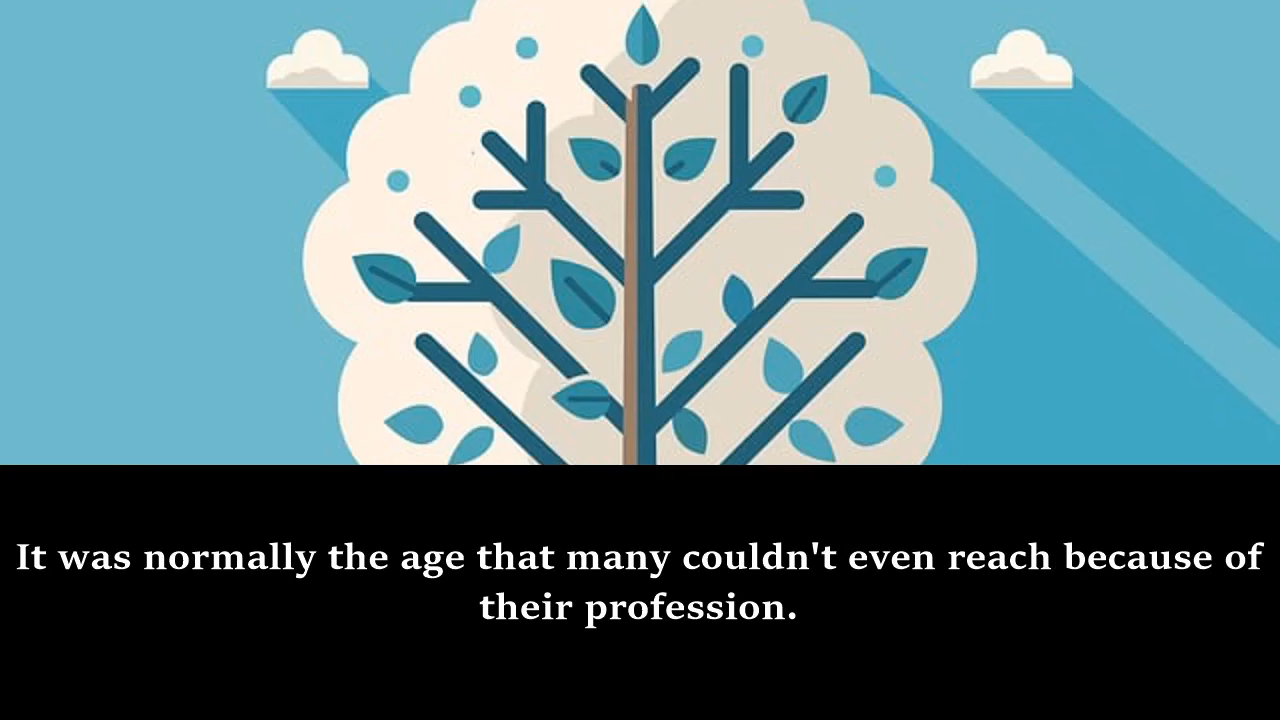 It was normally the age that many couldn't even reach because of
their profession.